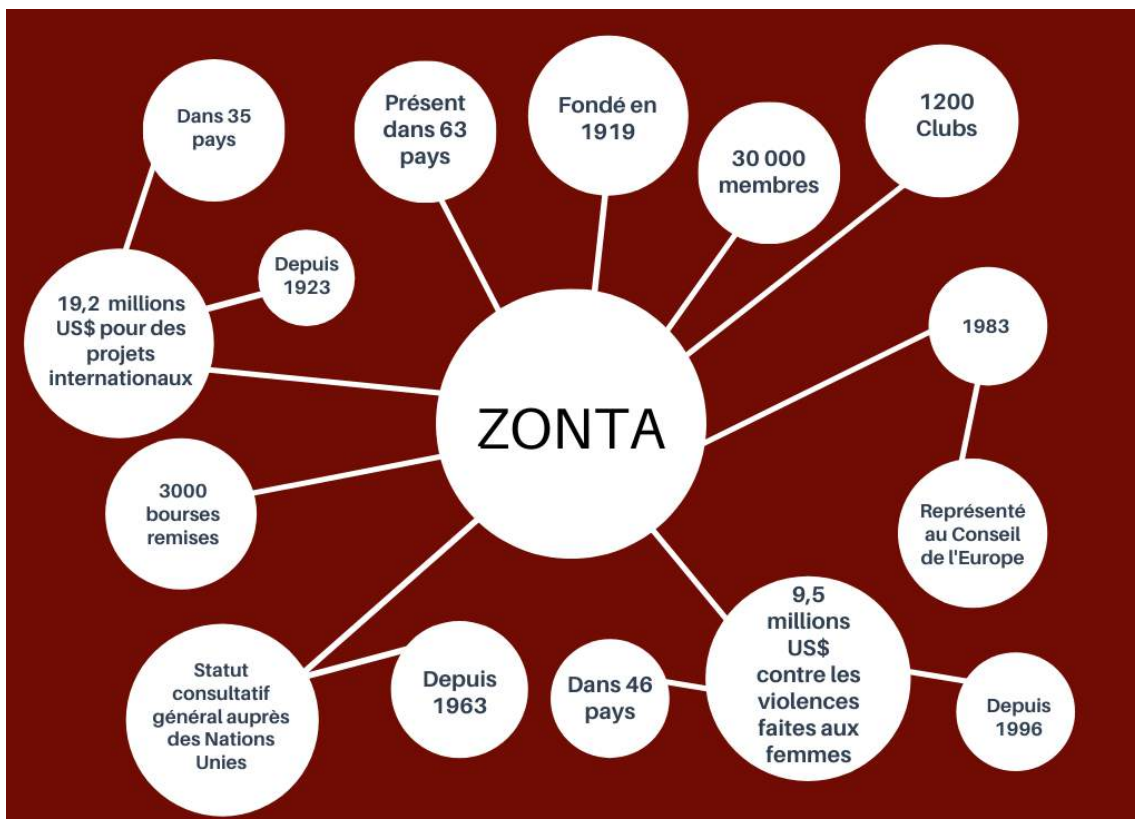 Dans 35
pays
Présent
dans 63
pays
Fondé en
1919
30 000
membres
1200
Clubs
19,2 millions
US$ pour des
projets
internationaux
Depuis
1923
1983
ZONTA
3000
bourses
remises
Représenté
au Conseil
de l'Europe
Statut
consultatif
général auprès
des Nations
Unies
Depuis
1963
Dans 46
pays
9,5
millions
US$
contre les
violences
faites aux
femmes
Depuis
1996